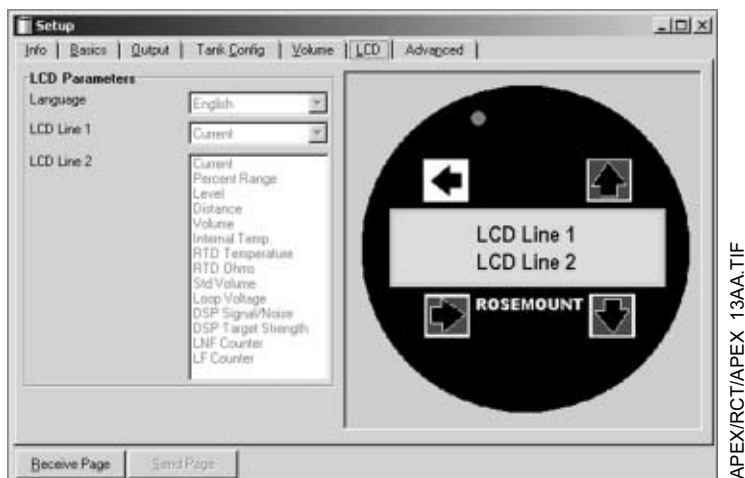 Setup
Info Basics Output Tank Config Volume LCD Advanced
LCD Parameters
Language English
LCD Line 1 Current
LCD Line 2
Current
Percent Range
Level
Distance
Volume
Internal Temp
RTD Temperature
RTD Ohms
Std Volume
Loop Voltage
DSP Signal/Noise
DSP Target Strength
LNF Counter
LF Counter
LCD Line 1
LCD Line 2
ROSEMOUNT
Receive Page Send Page
APEX/RCT/APEX_13AA.TIF